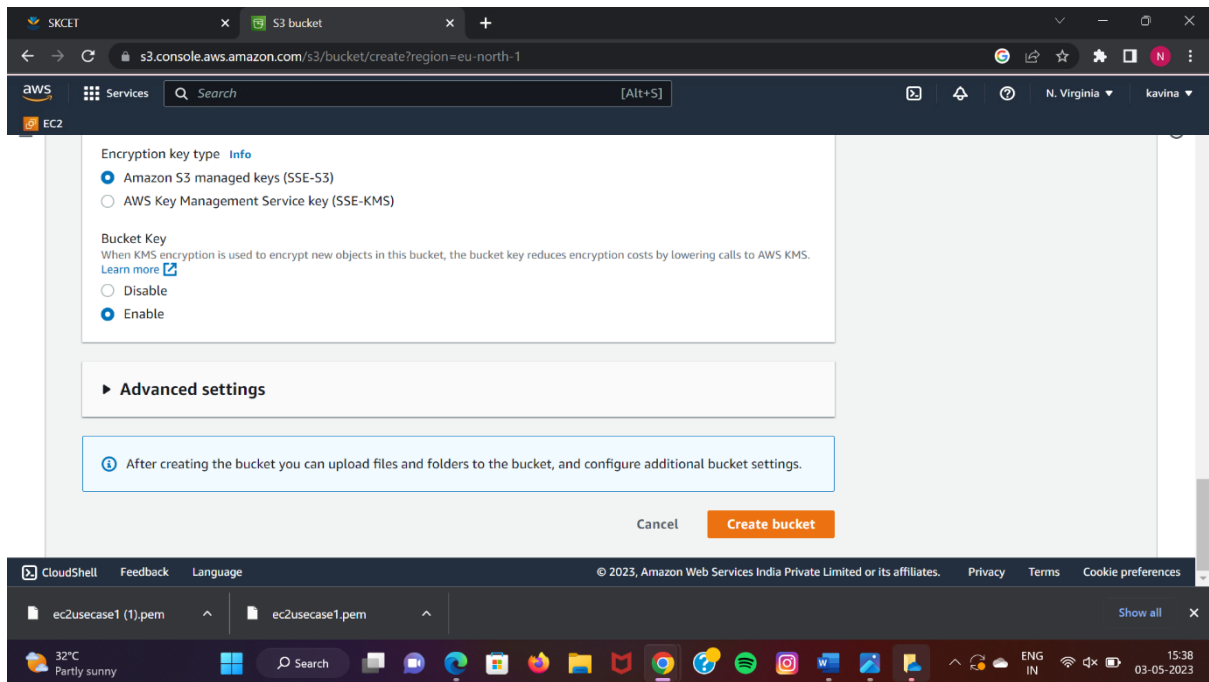 SKCET
S3 bucket
s3.console.aws.amazon.com/s3/bucket/create?region=eu-north-1
N
aws
Services
Search
[Alt+S]
N. Virginia
kavina
EC2
Encryption key type Info
Amazon S3 managed keys (SSE-S3)
AWS Key Management Service key (SSE-KMS)
Bucket Key
When KMS encryption is used to encrypt new objects in this bucket, the bucket key reduces encryption costs by lowering calls to AWS KMS.
Learn more
Disable
Enable
Advanced settings
After creating the bucket you can upload files and folders to the bucket, and configure additional bucket settings.
Cancel
Create bucket
CloudShell
Feedback
Language
© 2023, Amazon Web Services India Private Limited or its affiliates.
Privacy
Terms
Cookie preferences
ec2usecase1 (1).pem
ec2usecase1.pem
Show all
32°C
Partly sunny
Search
ENG
IN
15:38
03-05-2023